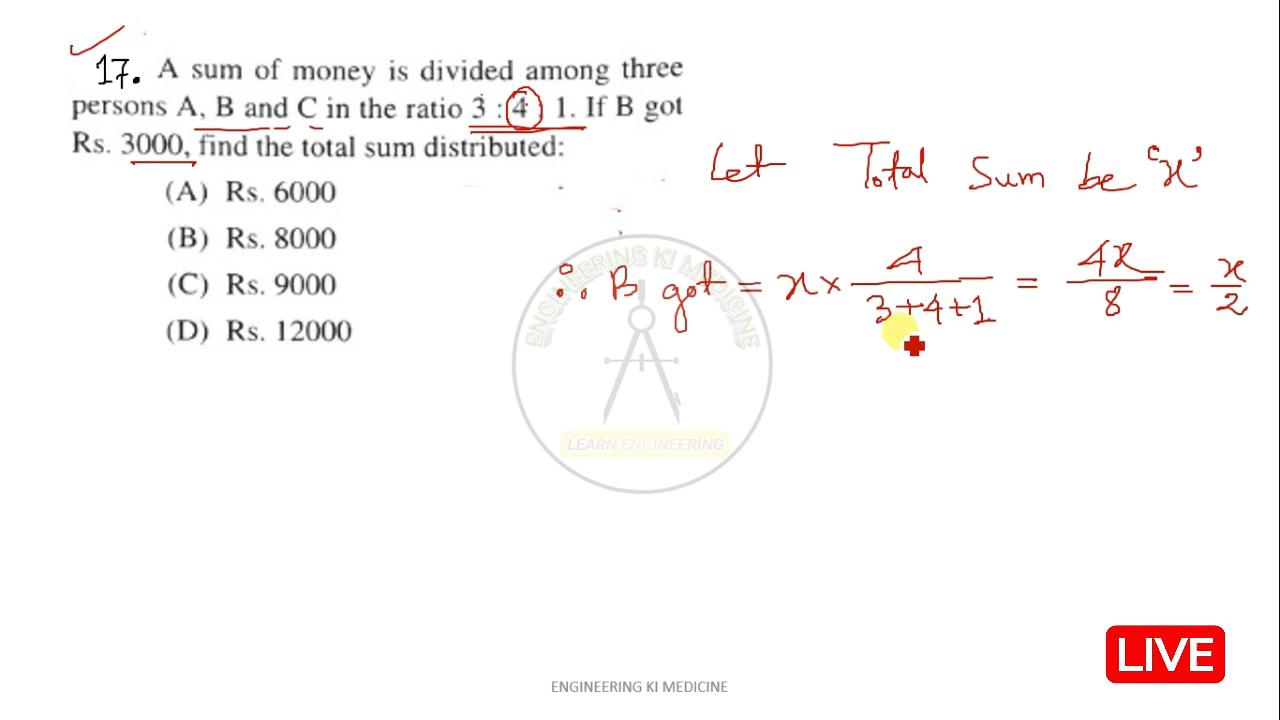 17. A sum of money is divided among three
persons A, B and C in the ratio 3 : 4 : 1. If B got
Rs. 3000, find the total sum distributed:
(A) Rs. 6000
(B) Rs. 8000
(C) Rs. 9000
(D) Rs. 12000
Let Total Sum be 'x'
∴ B got = x × 4/(3+4+1) = 4x/8 = x/2
ENGINEERING KI MEDICINE
LEARN ENGINEERING
LIVE
ENGINEERING KI MEDICINE